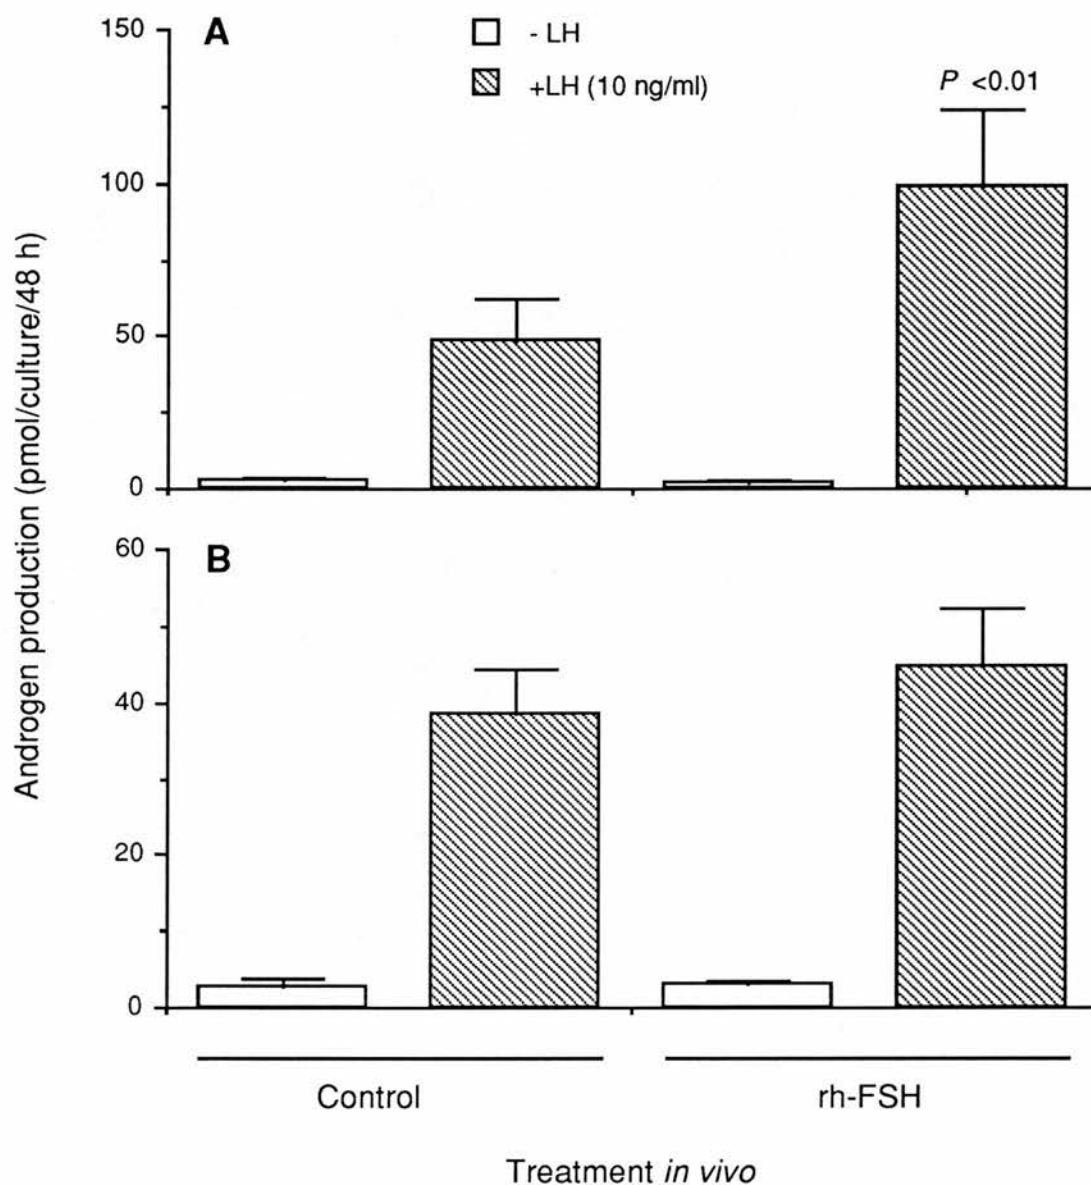 A
- LH
+LH (10 ng/ml)
P <0.01
150
100
50
0
Androgen production (pmol/culture/48 h)
B
60
40
20
0
Control
rh-FSH
Treatment in vivo